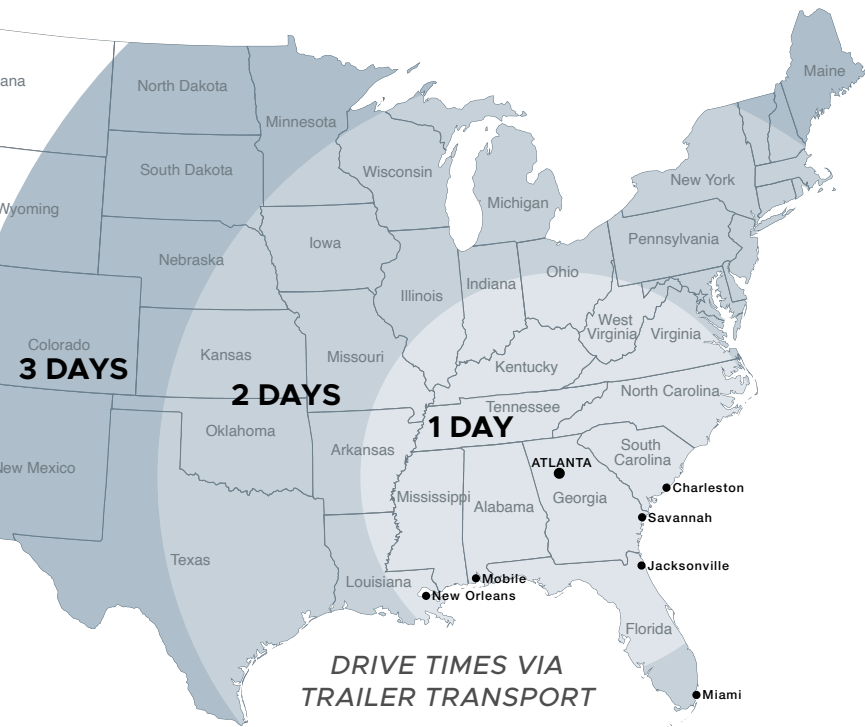 Maine
ana
North Dakota
Minnesota
South Dakota
Wisconsin
New York
Wyoming
Michigan
Pennsylvania
Iowa
Nebraska
Ohio
Indiana
Illinois
West
Virginia
Virginia
Colorado
Kansas
Missouri
3 DAYS
Kentucky
2 DAYS
North Carolina
Tennessee
1 DAY
Oklahoma
Arkansas
South
Carolina
ATLANTA
New Mexico
Charleston
Mississippi
Alabama
Georgia
Savannah
Texas
Jacksonville
Louisiana
Mobile
New Orleans
Florida
DRIVE TIMES VIA
TRAILER TRANSPORT
Miami